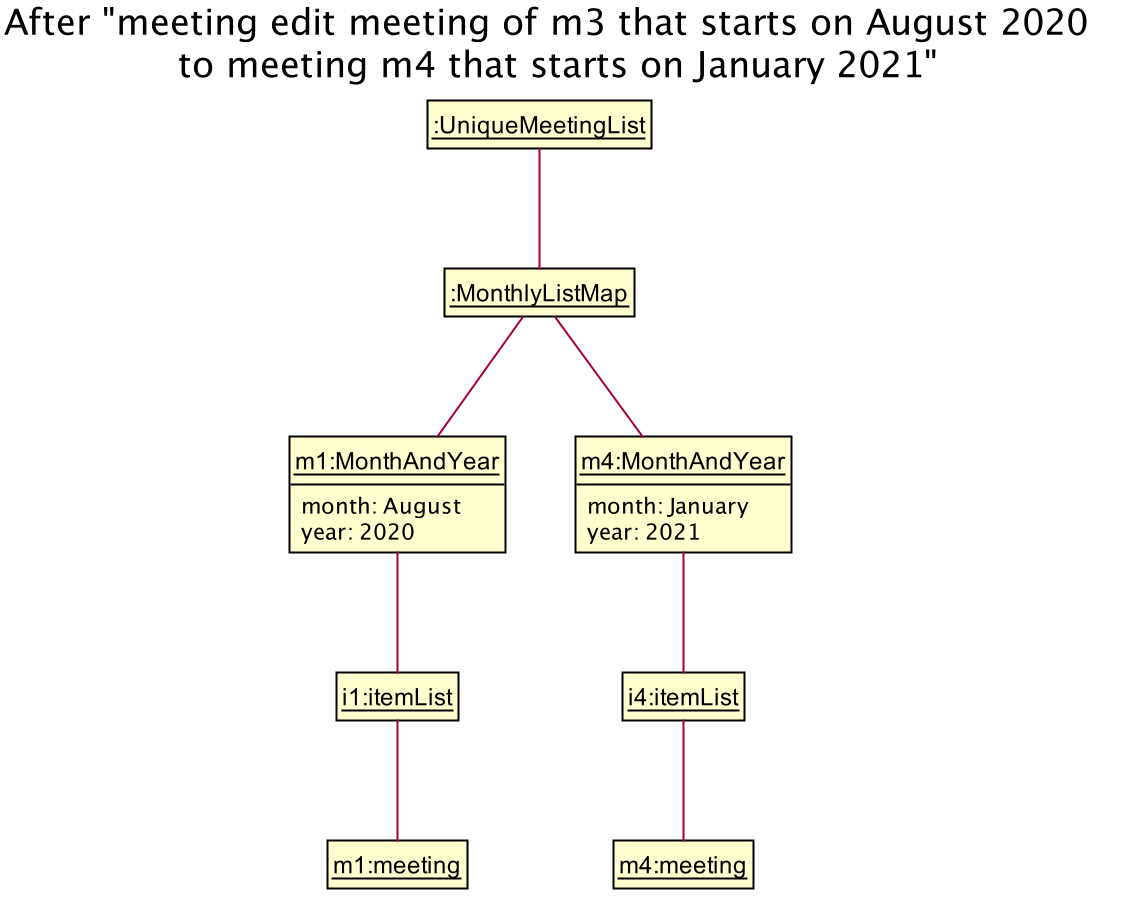 After "meeting edit meeting of m3 that starts on August 2020
to meeting m4 that starts on January 2021"
:UniqueMeetingList
:MonthlyListMap
m1:MonthAndYear
month: August
year: 2020
m4:MonthAndYear
month: January
year: 2021
i1:itemList
i4:itemList
m1:meeting
m4:meeting